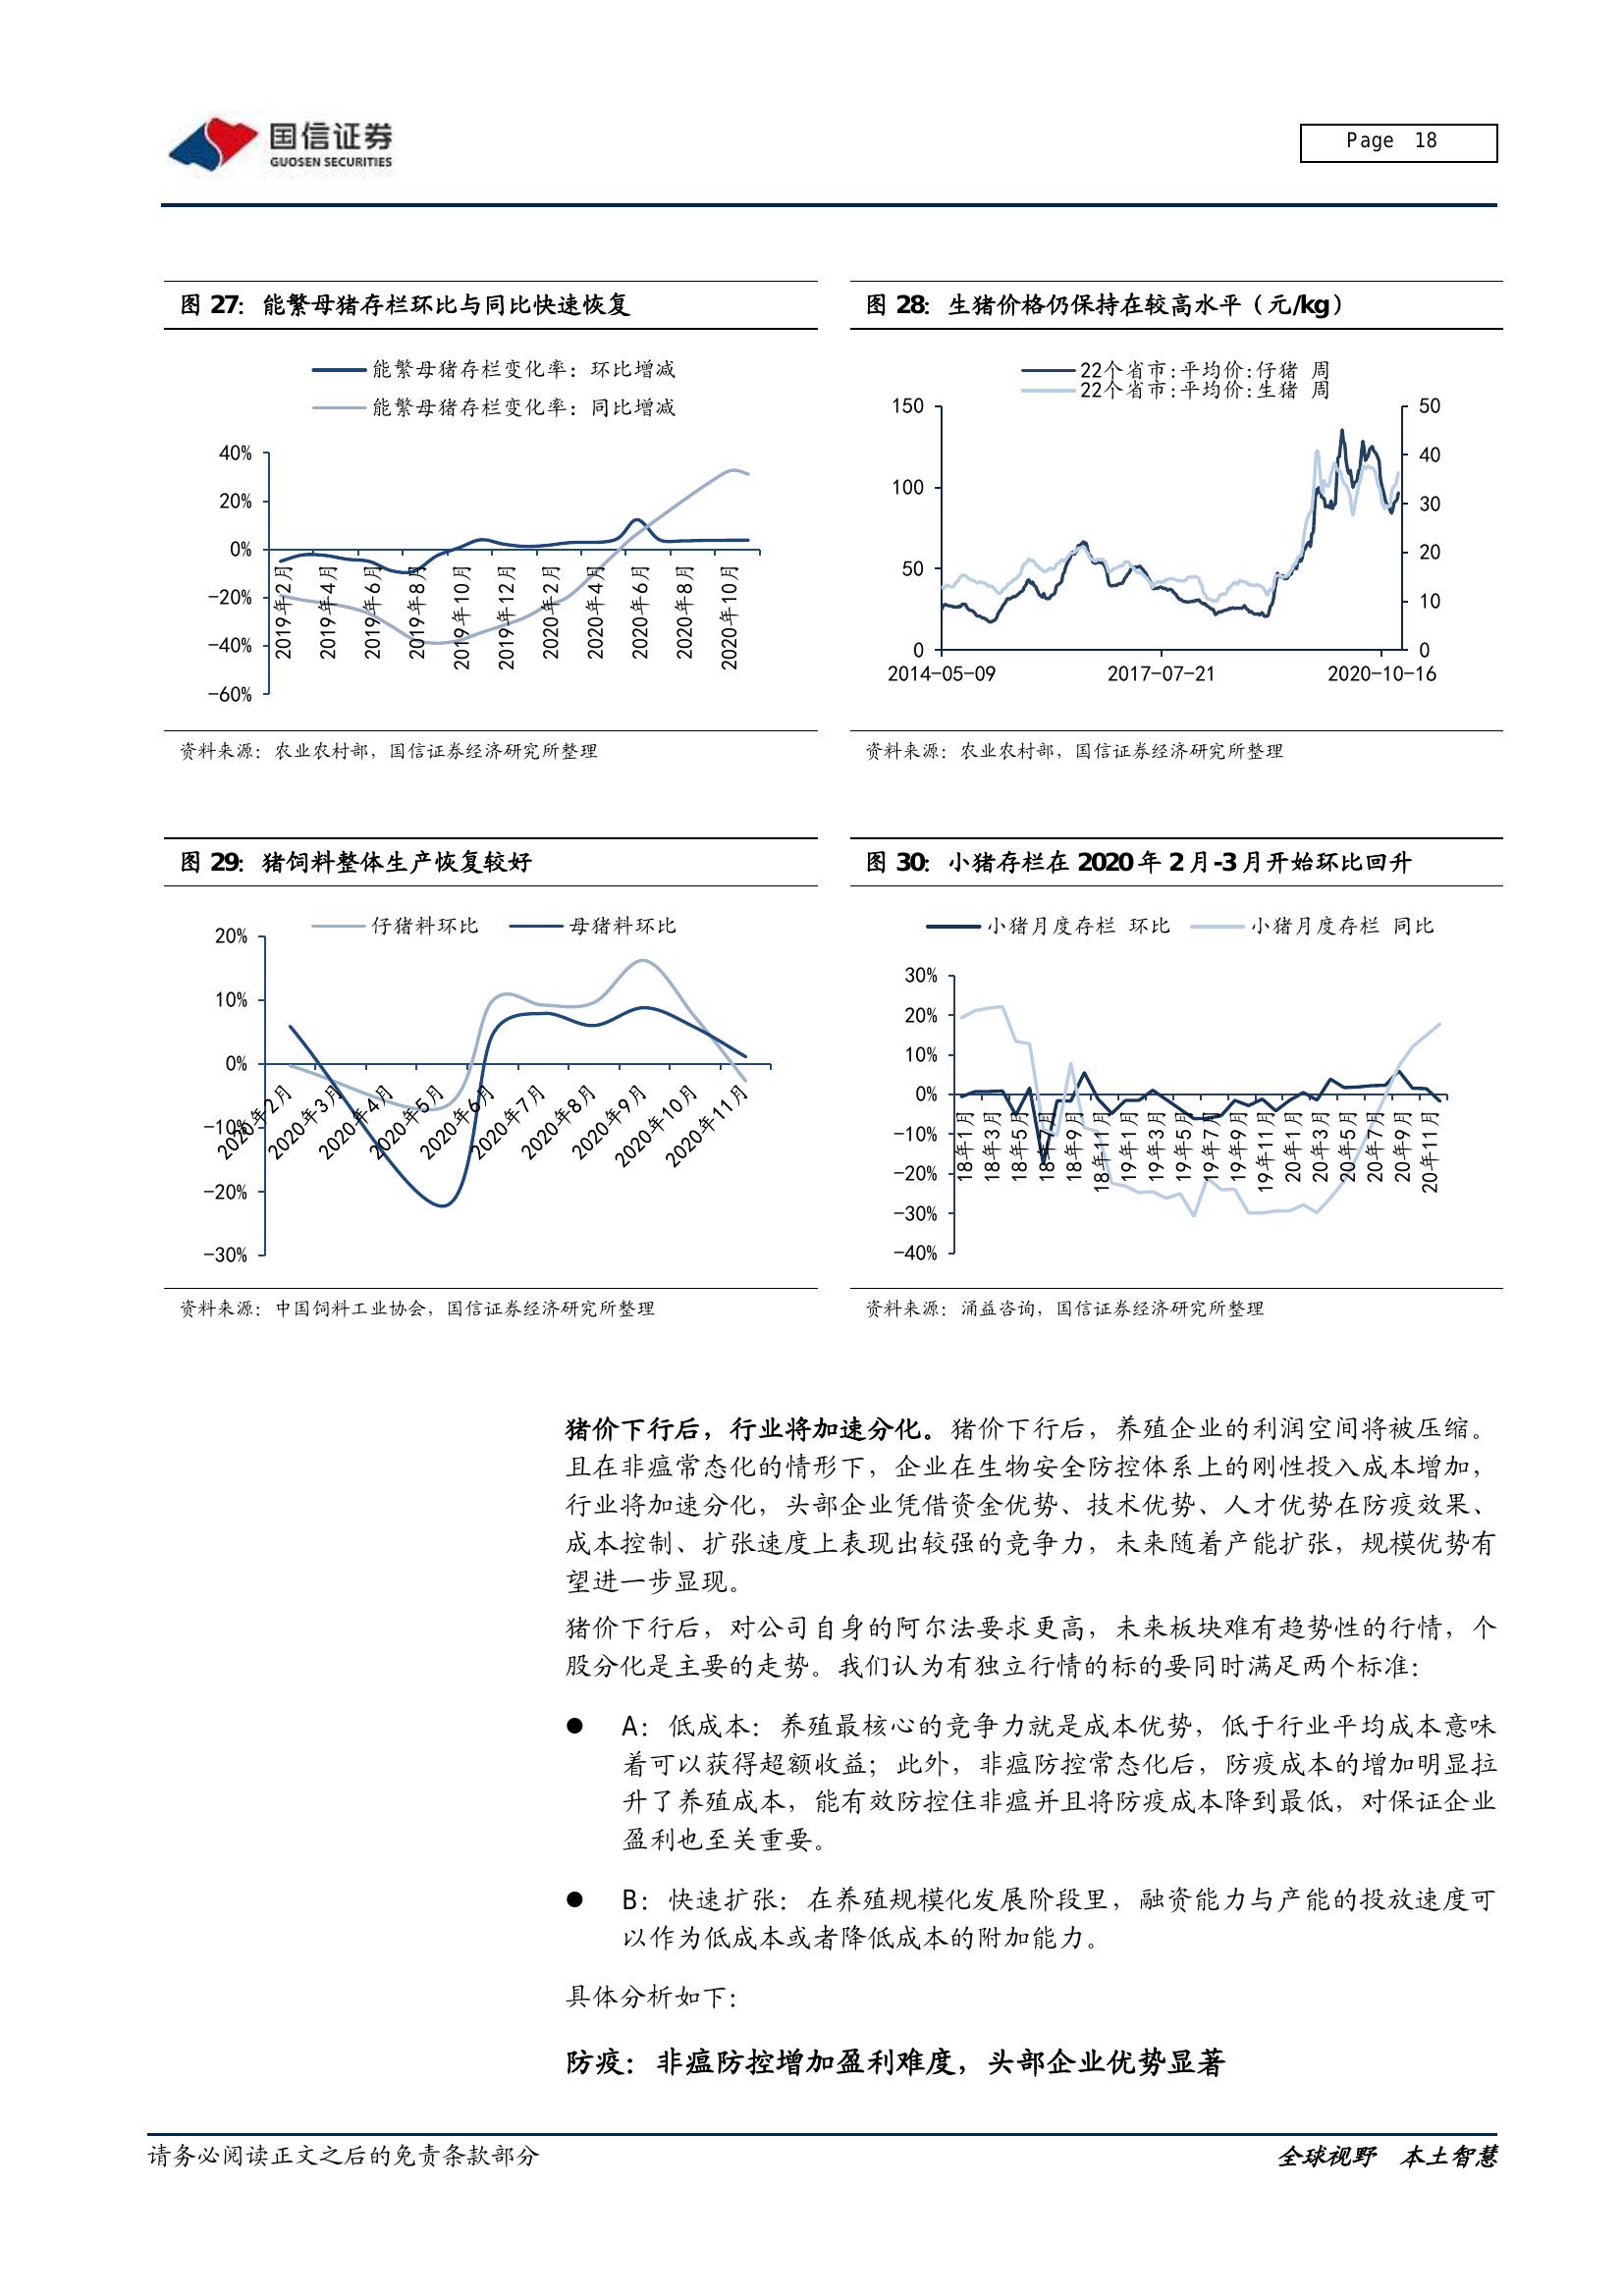 国信证券
GUOSEN SECURITIES
Page 18
图 27：能繁母猪存栏环比与同比快速恢复
能繁母猪存栏变化率：环比增减
能繁母猪存栏变化率：同比增减
40%
20%
0%
-20%
-40%
-60%
2019年2月
2019年4月
2019年6月
2019年8月
2019年10月
2019年12月
2020年2月
2020年4月
2020年6月
2020年8月
2020年10月
资料来源：农业农村部，国信证券经济研究所整理
图 28：生猪价格仍保持在较高水平（元/kg）
22个省市:平均价:仔猪 周
22个省市:平均价:生猪 周
150
100
50
0
50
40
30
20
10
0
2014-05-09
2017-07-21
2020-10-16
资料来源：农业农村部，国信证券经济研究所整理
图 29：猪饲料整体生产恢复较好
仔猪料环比
母猪料环比
20%
10%
0%
-10%
-20%
-30%
2020年2月
2020年3月
2020年4月
2020年5月
2020年6月
2020年7月
2020年8月
2020年9月
2020年10月
2020年11月
资料来源：中国饲料工业协会，国信证券经济研究所整理
图 30：小猪存栏在 2020 年 2 月-3 月开始环比回升
小猪月度存栏 环比
小猪月度存栏 同比
30%
20%
10%
0%
-10%
-20%
-30%
-40%
18年1月
18年3月
18年5月
18年7月
18年9月
18年11月
19年1月
19年3月
19年5月
19年7月
19年9月
19年11月
20年1月
20年3月
20年5月
20年7月
20年9月
20年11月
资料来源：涌益咨询，国信证券经济研究所整理
猪价下行后，行业将加速分化。猪价下行后，养殖企业的利润空间将被压缩。
且在非瘟常态化的情形下，企业在生物安全防控体系上的刚性投入成本增加，
行业将加速分化，头部企业凭借资金优势、技术优势、人才优势在防疫效果、
成本控制、扩张速度上表现出较强的竞争力，未来随着产能扩张，规模优势有
望进一步显现。
猪价下行后，对公司自身的阿尔法要求更高，未来板块难有趋势性的行情，个
股分化是主要的走势。我们认为有独立行情的标的要同时满足两个标准：
● A：低成本：养殖最核心的竞争力就是成本优势，低于行业平均成本意味
着可以获得超额收益；此外，非瘟防控常态化后，防疫成本的增加明显拉
升了养殖成本，能有效防控住非瘟并且将防疫成本降到最低，对保证企业
盈利也至关重要。
● B：快速扩张：在养殖规模化发展阶段里，融资能力与产能的投放速度可
以作为低成本或者降低成本的附加能力。
具体分析如下：
防疫：非瘟防控增加盈利难度，头部企业优势显著
请务必阅读正文之后的免责条款部分
全球视野 本土智慧